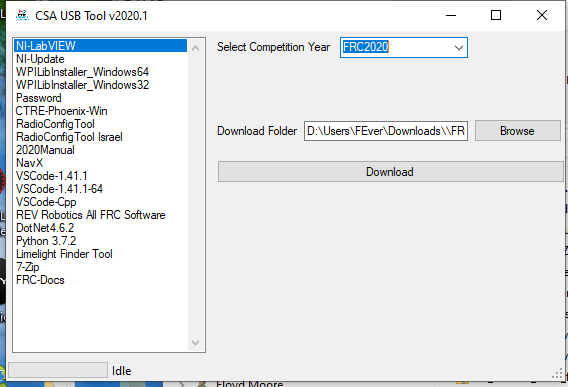 CSA USB Tool v2020.1
NI-LabVIEW
NI-Update
WPILibInstaller_Windows64
WPILibInstaller_Windows32
Password
CTRE-Phoenix-Win
RadioConfigTool
RadioConfigTool Israel
2020Manual
NavX
VSCode-1.41.1
VSCode-1.41.1-64
VSCode-Cpp
REV Robotics All FRC Software
DotNet4.6.2
Python 3.7.2
Limelight Finder Tool
7-Zip
FRC-Docs
Select Competition Year
FRC2020
Download Folder
D:\Users\FEver\Downloads\\FR
Browse
Download
Idle
Floyd Moore